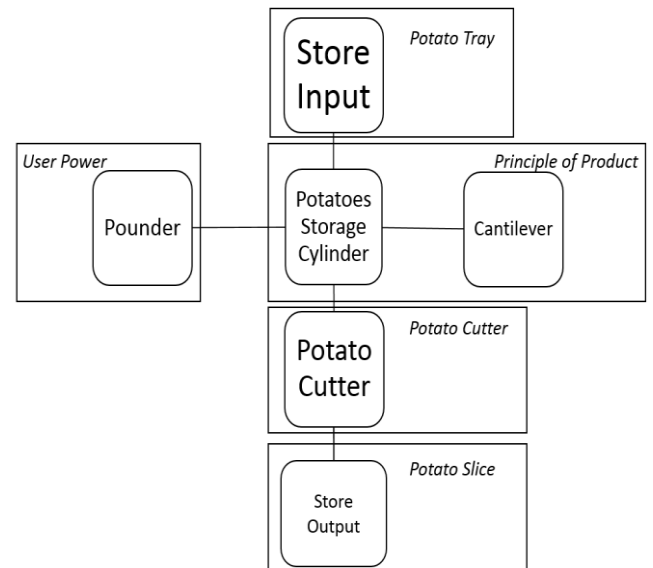 Store
Input
Potato Tray
User Power
Pounder
Principle of Product
Potatoes
Storage
Cylinder
Cantilever
Potato
Cutter
Potato Cutter
Store
Output
Potato Slice